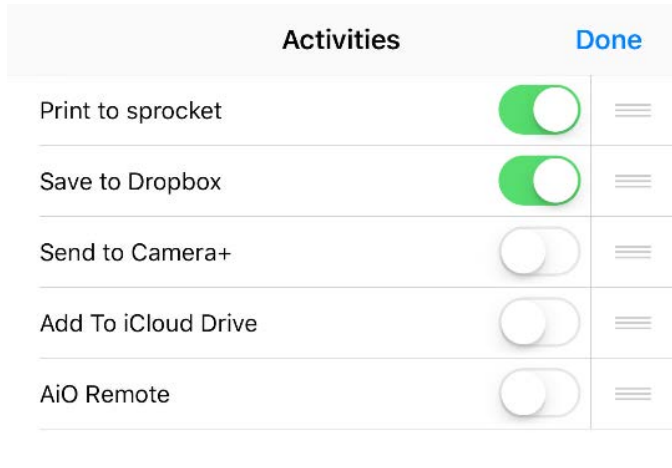 Activities Done
Print to sprocket
Save to Dropbox
Send to Camera+
Add To iCloud Drive
AiO Remote